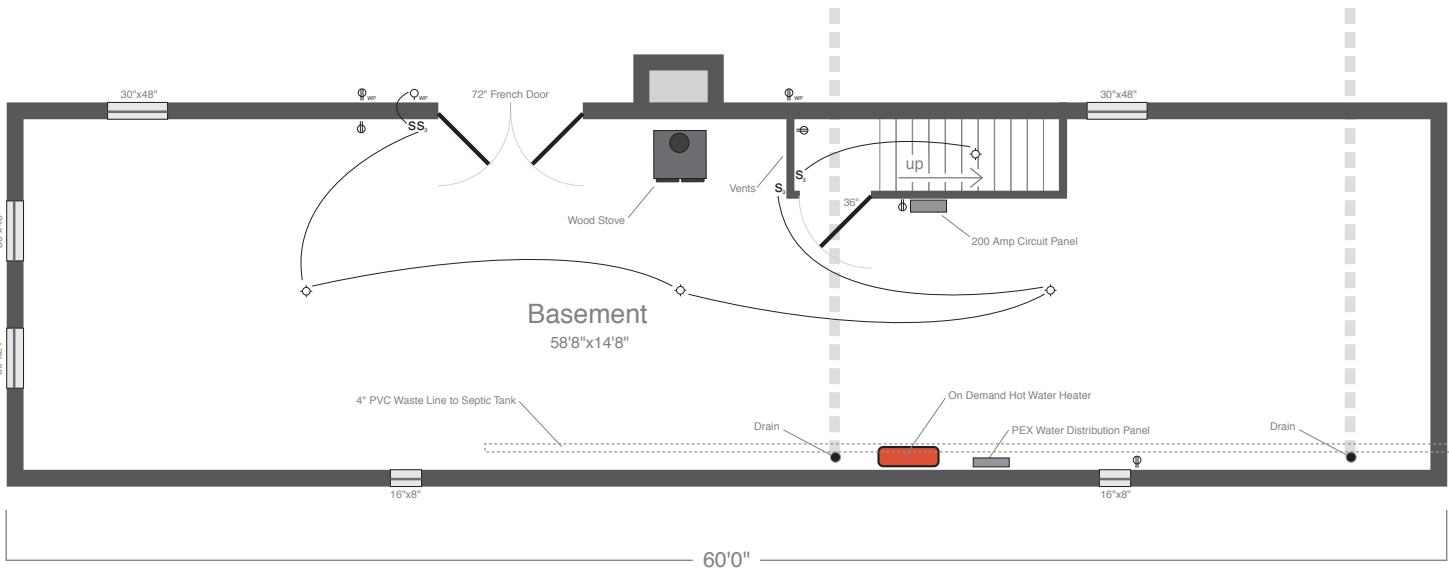 30"x48"
WP
WP
72" French Door
WP
30"x48"
SS3
up
S3
Vents
S3
36"
Wood Stove
200 Amp Circuit Panel
Basement
58'8"x14'8"
4" PVC Waste Line to Septic Tank
On Demand Hot Water Heater
Drain
PEX Water Distribution Panel
Drain
16"x8"
16"x8"
60'0"